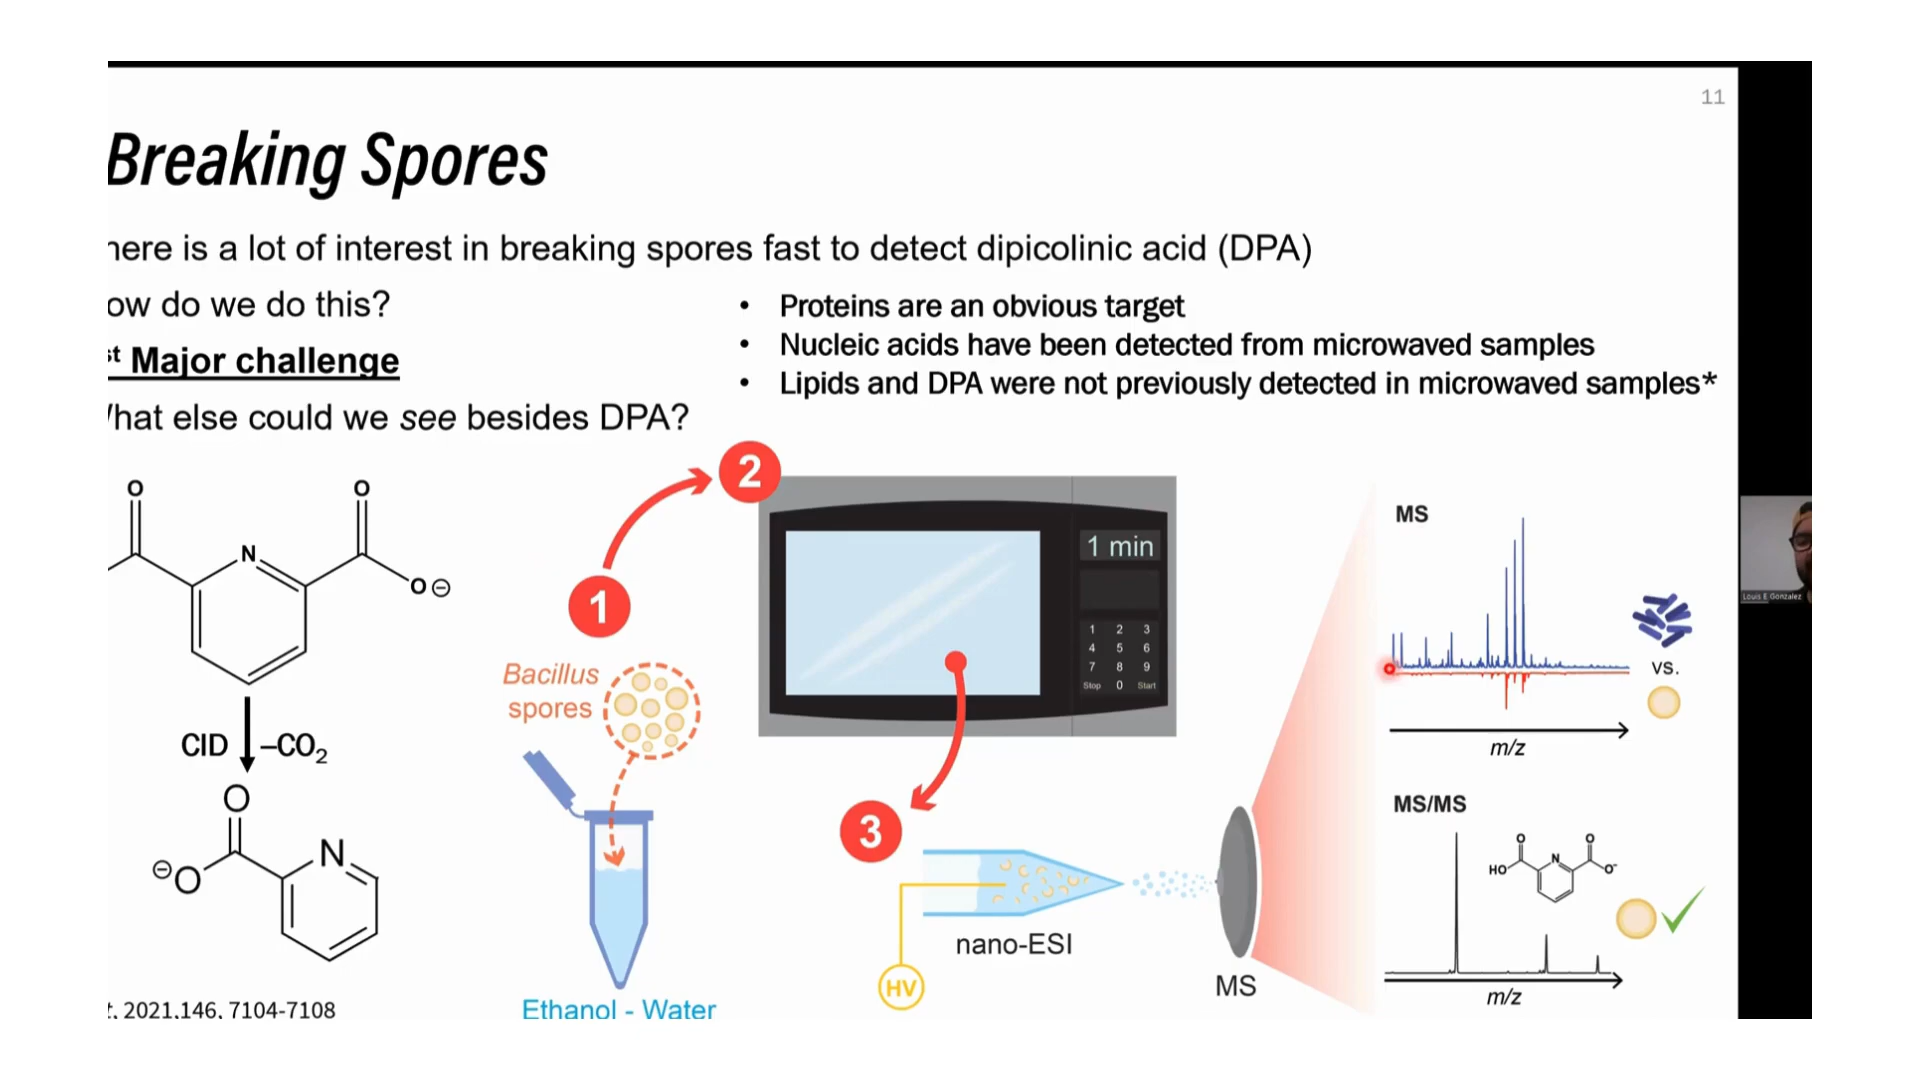 11
Breaking Spores
here is a lot of interest in breaking spores fast to detect dipicolinic acid (DPA)
ow do we do this?
st Major challenge
hat else could we see besides DPA?
• Proteins are an obvious target
• Nucleic acids have been detected from microwaved samples
• Lipids and DPA were not previously detected in microwaved samples*
O
O
N
O⊖
CID
–CO2
O
⊖O
N
, 2021,146, 7104-7108
1
2
Bacillus
spores
Ethanol - Water
1 min
1 2 3
4 5 6
7 8 9
Stop 0 Start
3
nano-ESI
HV
MS
MS
vs.
m/z
MS/MS
O O
HO N O-
m/z
Louis E Gonzalez